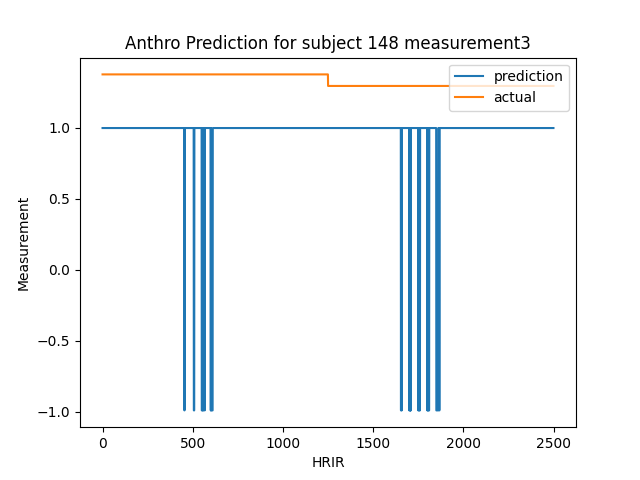 Anthro Prediction for subject 148 measurement3
prediction
actual
1.0
0.5
0.0
−0.5
−1.0
Measurement
0
500
1000
1500
2000
2500
HRIR